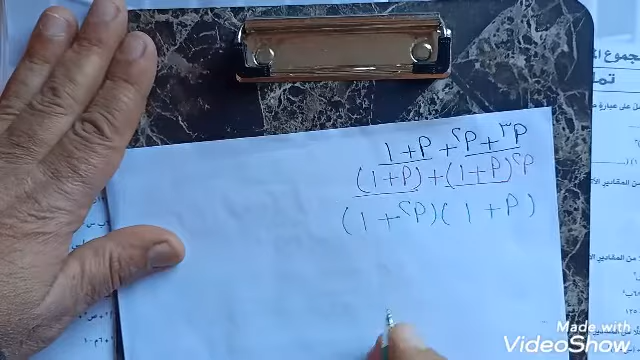 م٣ + م٢ + م + ١
م٢(م + ١) + (م + ١)
(م + ١)(م٢ + ١)
Made with
VideoShow